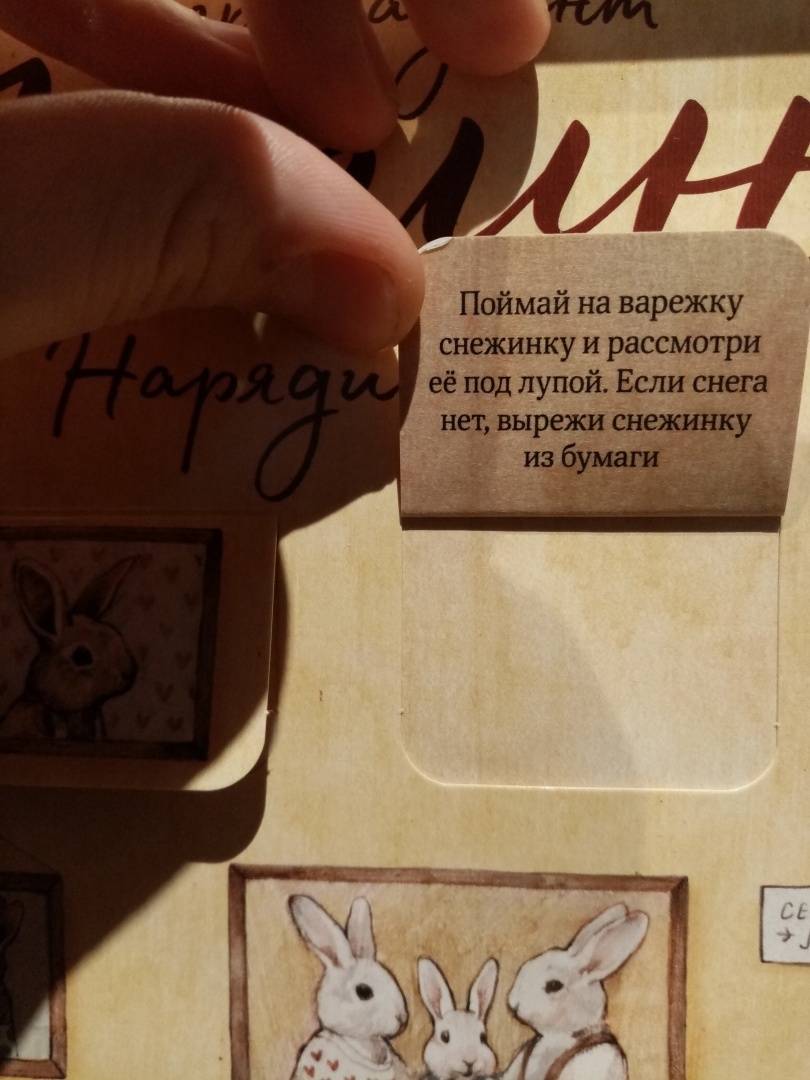 Наряди
Поймай на варежку
снежинку и рассмотри
её под лупой. Если снега
нет, вырежи снежинку
из бумаги